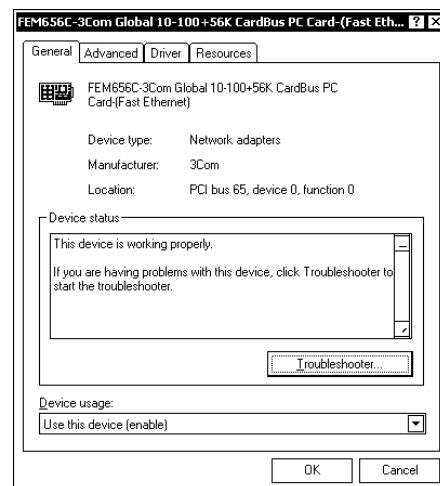 FEM656C-3Com Global 10-100+56K CardBus PC Card-(Fast Eth...
General Advanced Driver Resources
FEM656C-3Com Global 10-100+56K CardBus PC
Card-(Fast Ethernet)
Device type: Network adapters
Manufacturer: 3Com
Location: PCI bus 65, device 0, function 0
Device status
This device is working properly.
If you are having problems with this device, click Troubleshooter to
start the troubleshooter.
Troubleshooter...
Device usage:
Use this device (enable)
OK Cancel